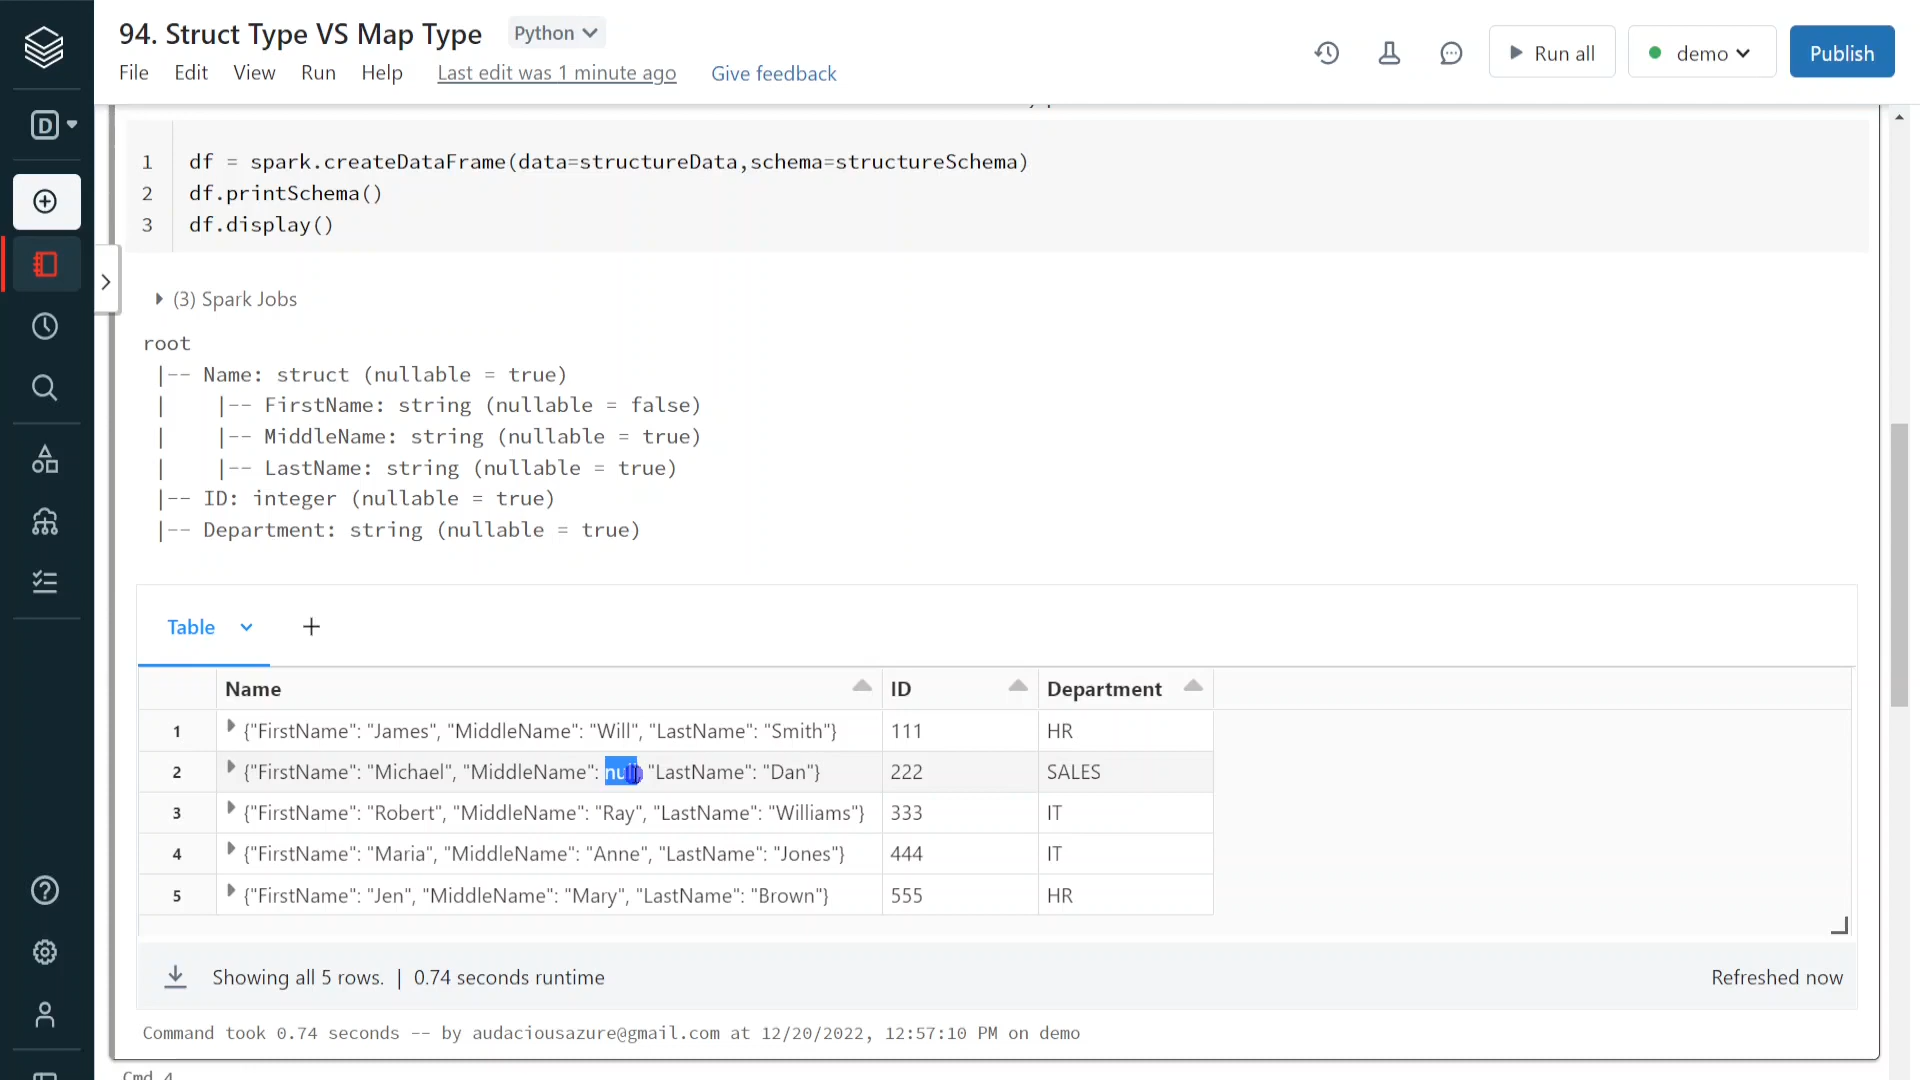 94. Struct Type VS Map Type
Python
File Edit View Run Help Last edit was 1 minute ago Give feedback
Run all
demo
Publish
D
1 df = spark.createDataFrame(data=structureData,schema=structureSchema)
2 df.printSchema()
3 df.display()
(3) Spark Jobs
root
|-- Name: struct (nullable = true)
| |-- FirstName: string (nullable = false)
| |-- MiddleName: string (nullable = true)
| |-- LastName: string (nullable = true)
|-- ID: integer (nullable = true)
|-- Department: string (nullable = true)
Table +
Name ID Department
1 {"FirstName": "James", "MiddleName": "Will", "LastName": "Smith"} 111 HR
2 {"FirstName": "Michael", "MiddleName": null, "LastName": "Dan"} 222 SALES
3 {"FirstName": "Robert", "MiddleName": "Ray", "LastName": "Williams"} 333 IT
4 {"FirstName": "Maria", "MiddleName": "Anne", "LastName": "Jones"} 444 IT
5 {"FirstName": "Jen", "MiddleName": "Mary", "LastName": "Brown"} 555 HR
Showing all 5 rows. | 0.74 seconds runtime
Refreshed now
Command took 0.74 seconds -- by audaciousazure@gmail.com at 12/20/2022, 12:57:10 PM on demo
Cmd 4